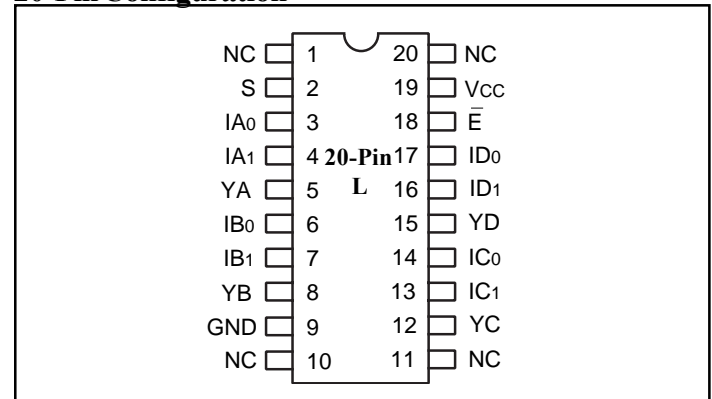 20-Pin Configuration
NC 1 20 NC
S 2 19 VCC
IA0 3 18 E̅
IA1 4 20-Pin 17 ID0
YA 5 L 16 ID1
IB0 6 15 YD
IB1 7 14 IC0
YB 8 13 IC1
GND 9 12 YC
NC 10 11 NC